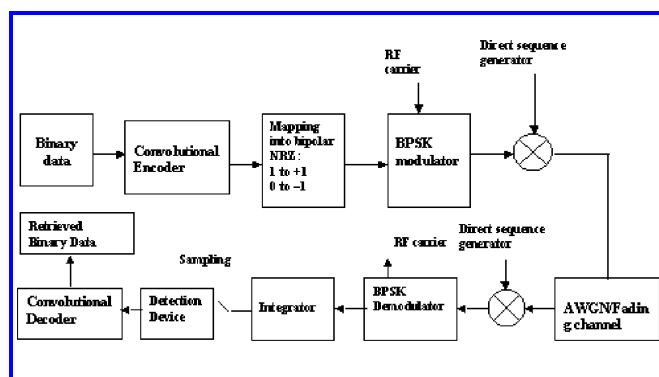 Direct sequence
generator
RF
carrier
Binary
data
Convolutional
Encoder
Mapping
into bipolar
NRZ:
1 to +1
0 to –1
BPSK
modulator
Retrieved
Binary Data
Sampling
RF carrier
Direct sequence
generator
Convolutional
Decoder
Detection
Device
Integrator
BPSK
Demodulator
AWGN/Fadin
g channel